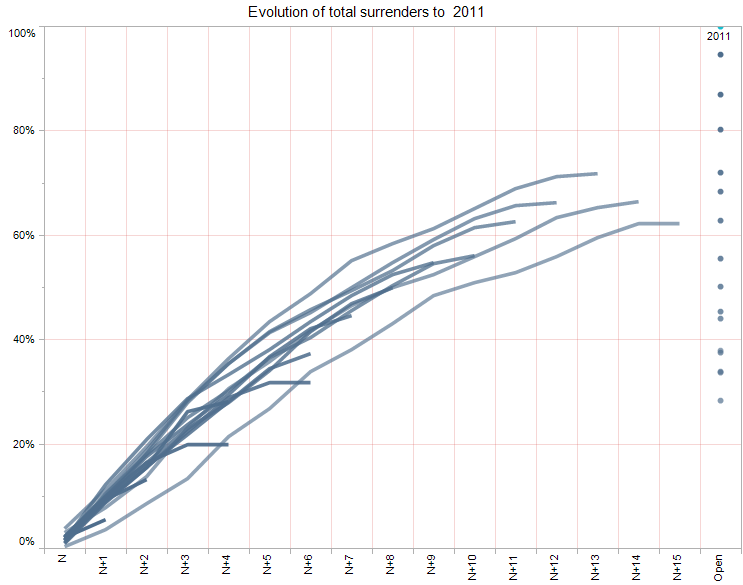 Evolution of total surrenders to  2011
100%
80%
60%
40%
20%
0%
2011
N
N+1
N+2
N+3
N+4
N+5
N+6
N+7
N+8
N+9
N+10
N+11
N+12
N+13
N+14
N+15
Open